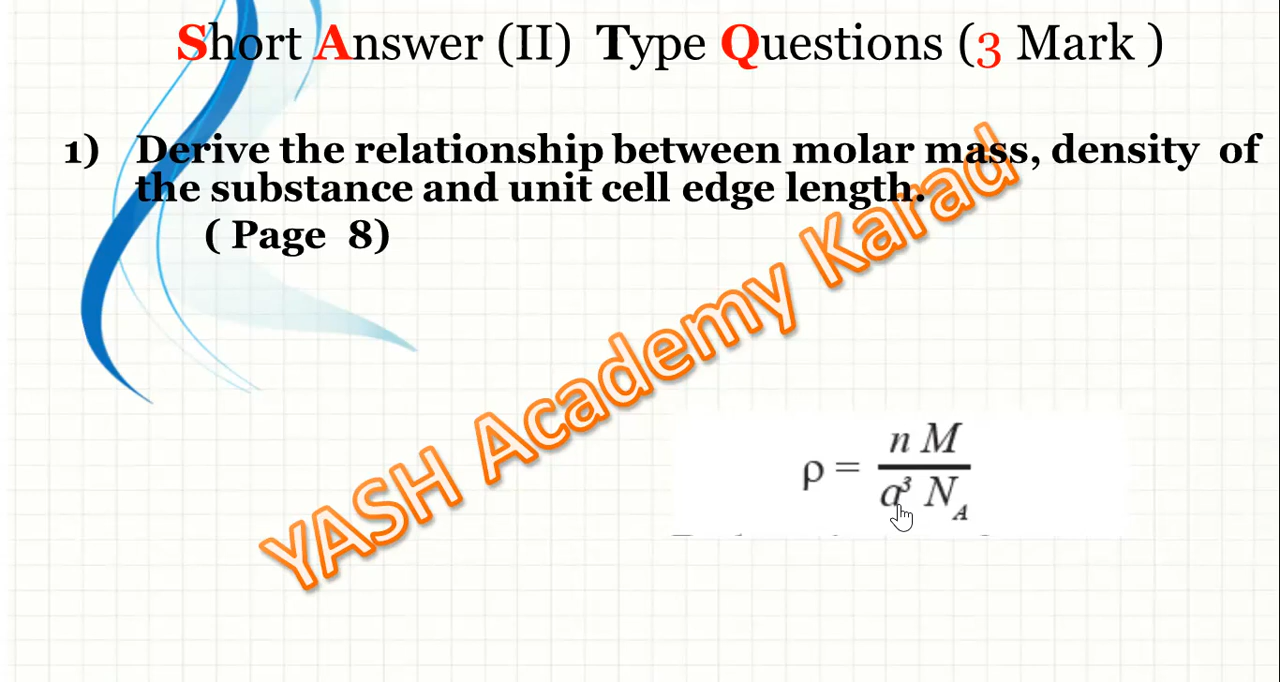 Short Answer (II) Type Questions (3 Mark )
1) Derive the relationship between molar mass, density of
the substance and unit cell edge length.
( Page 8)
YASH Academy Karad
ρ = n M
a³ N_A